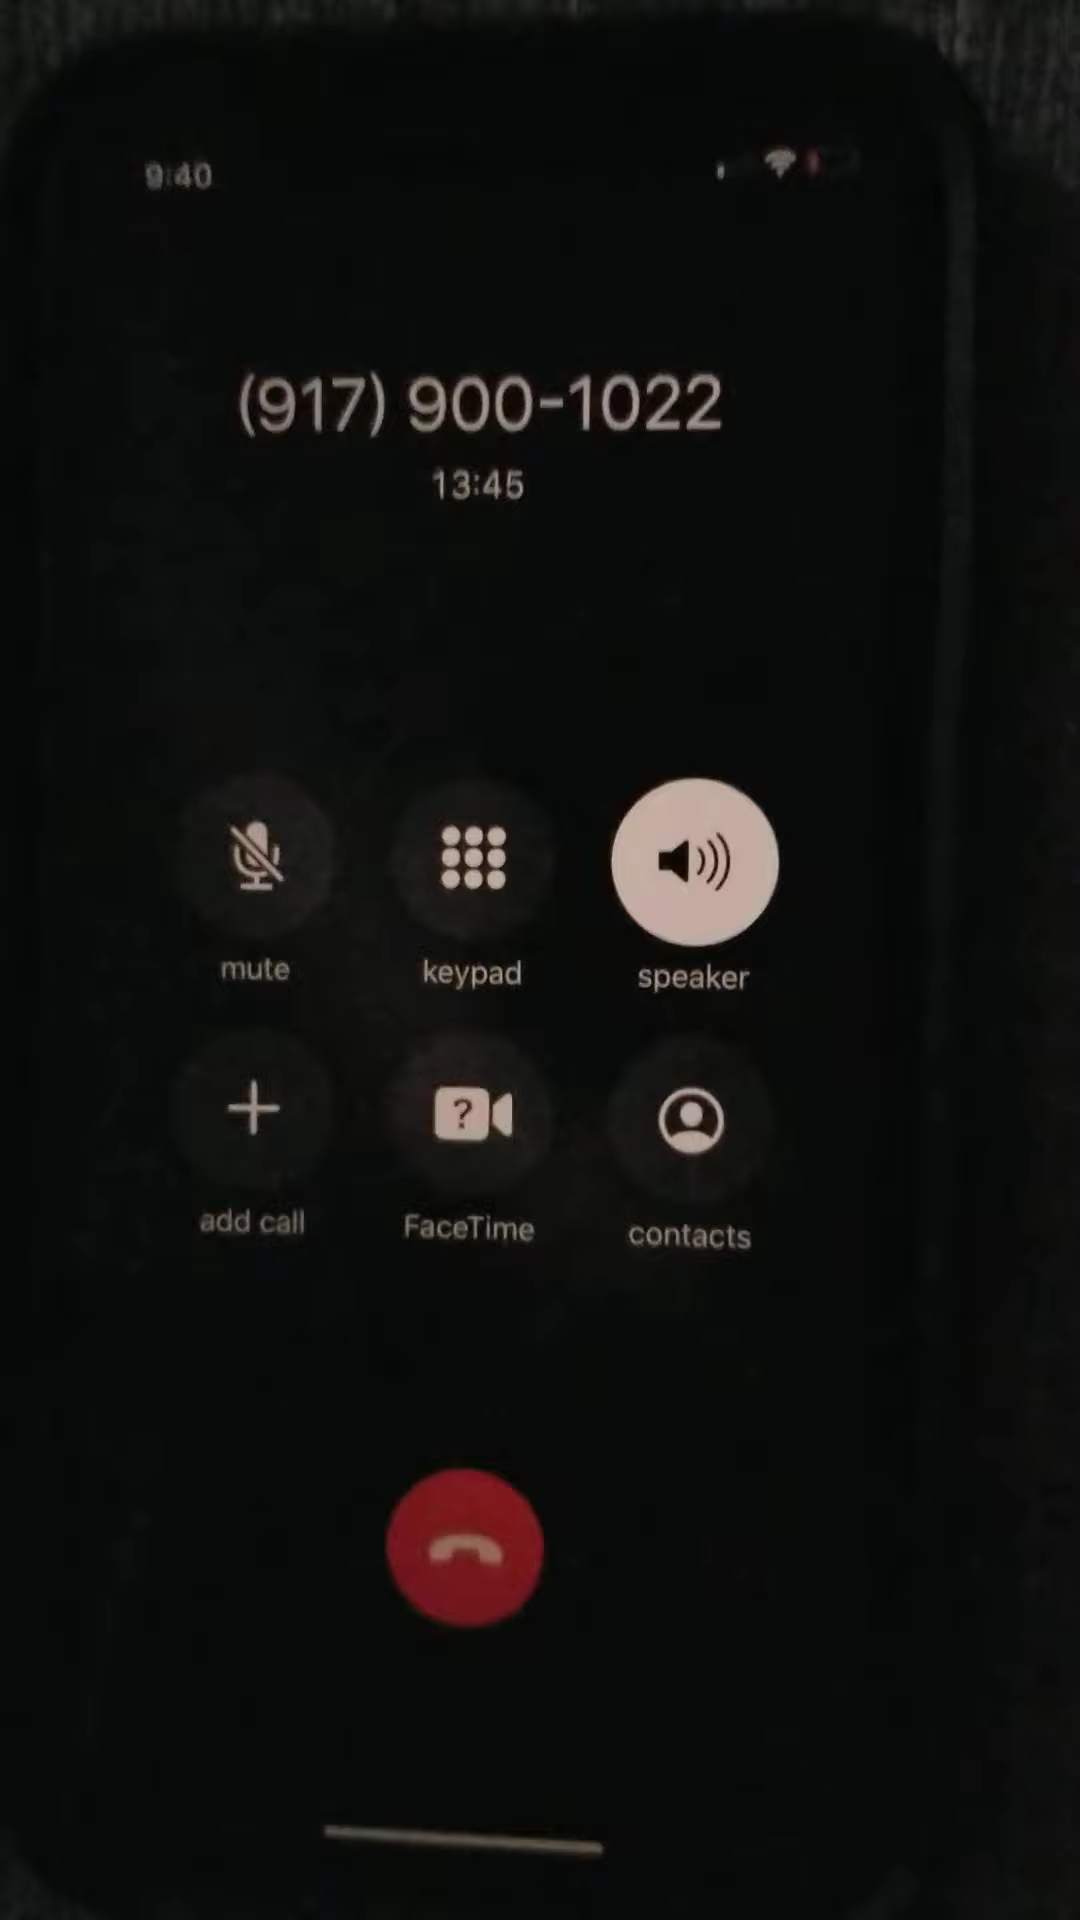 9:40
(917) 900-1022
13:45
mute
keypad
speaker
?
add call
FaceTime
contacts